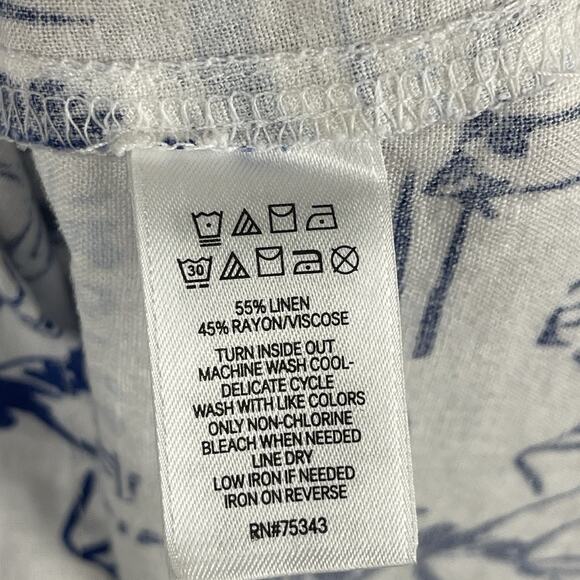 30
55% LINEN
45% RAYON/VISCOSE
TURN INSIDE OUT
MACHINE WASH COOL-
DELICATE CYCLE
WASH WITH LIKE COLORS
ONLY NON-CHLORINE
BLEACH WHEN NEEDED
LINE DRY
LOW IRON IF NEEDED
IRON ON REVERSE
RN#75343